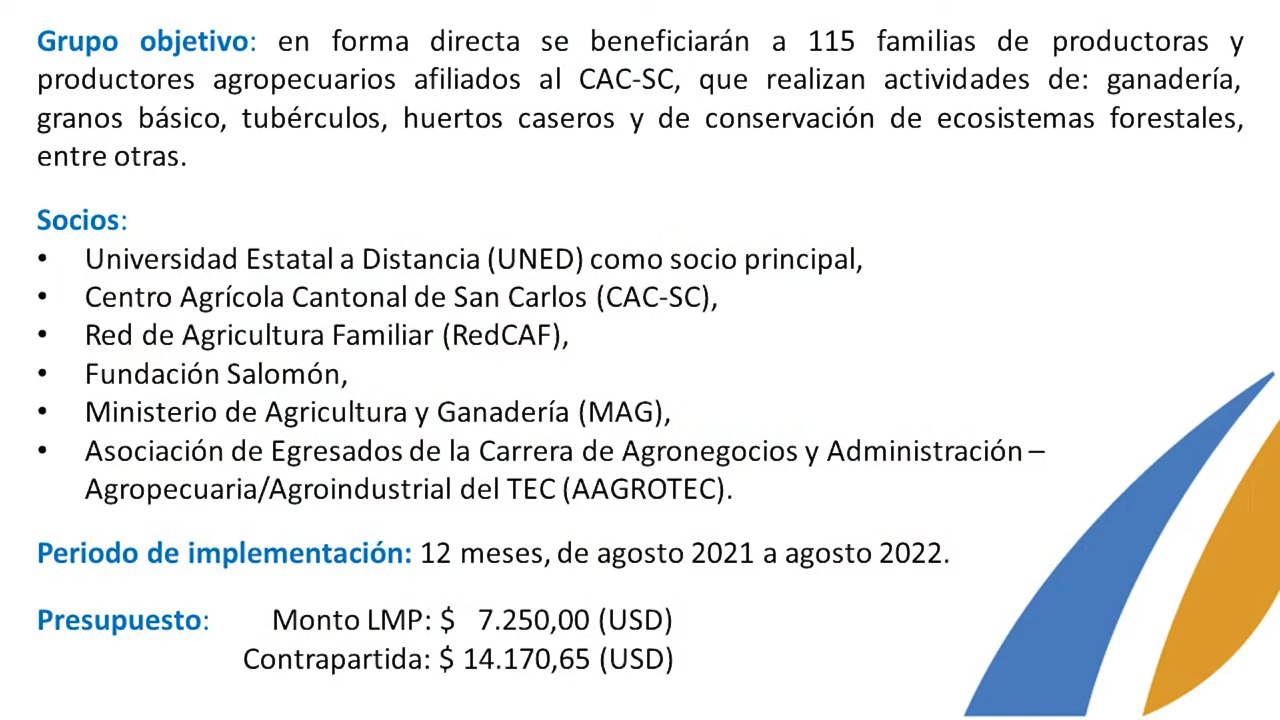 Grupo objetivo: en forma directa se beneficiarán a 115 familias de productoras y
productores agropecuarios afiliados al CAC-SC, que realizan actividades de: ganadería,
granos básico, tubérculos, huertos caseros y de conservación de ecosistemas forestales,
entre otras.
Socios:
• Universidad Estatal a Distancia (UNED) como socio principal,
• Centro Agrícola Cantonal de San Carlos (CAC-SC),
• Red de Agricultura Familiar (RedCAF),
• Fundación Salomón,
• Ministerio de Agricultura y Ganadería (MAG),
• Asociación de Egresados de la Carrera de Agronegocios y Administración –
Agropecuaria/Agroindustrial del TEC (AAGROTEC).
Periodo de implementación: 12 meses, de agosto 2021 a agosto 2022.
Presupuesto: Monto LMP: $ 7.250,00 (USD)
Contrapartida: $ 14.170,65 (USD)